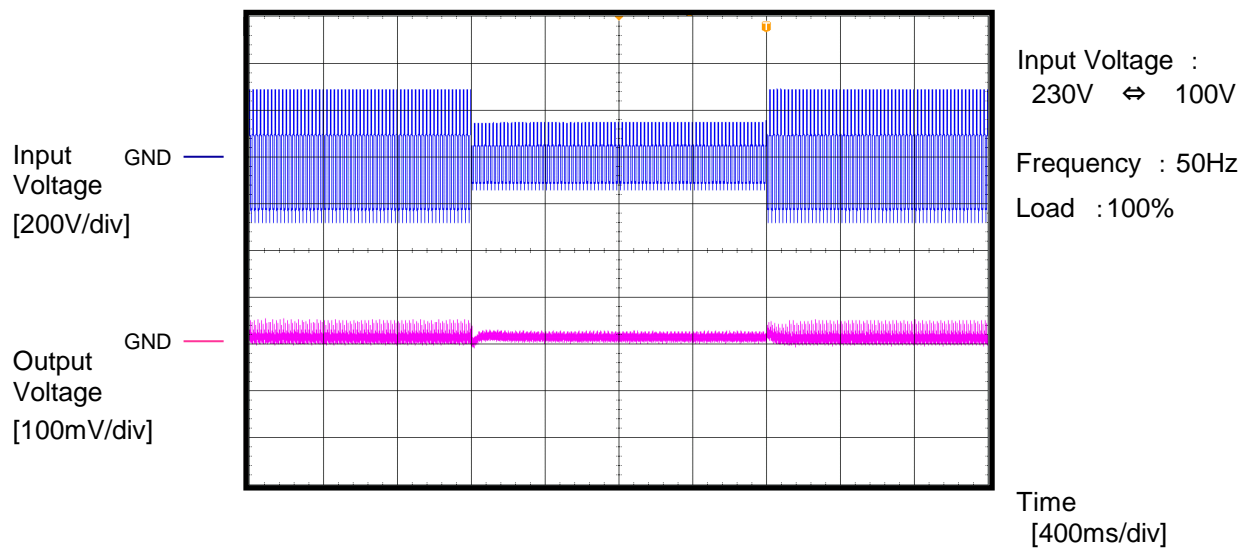 T
Input Voltage :
230V ⇔ 100V
Input
Voltage
[200V/div]
GND
Frequency : 50Hz
Load :100%
GND
Output
Voltage
[100mV/div]
Time
[400ms/div]